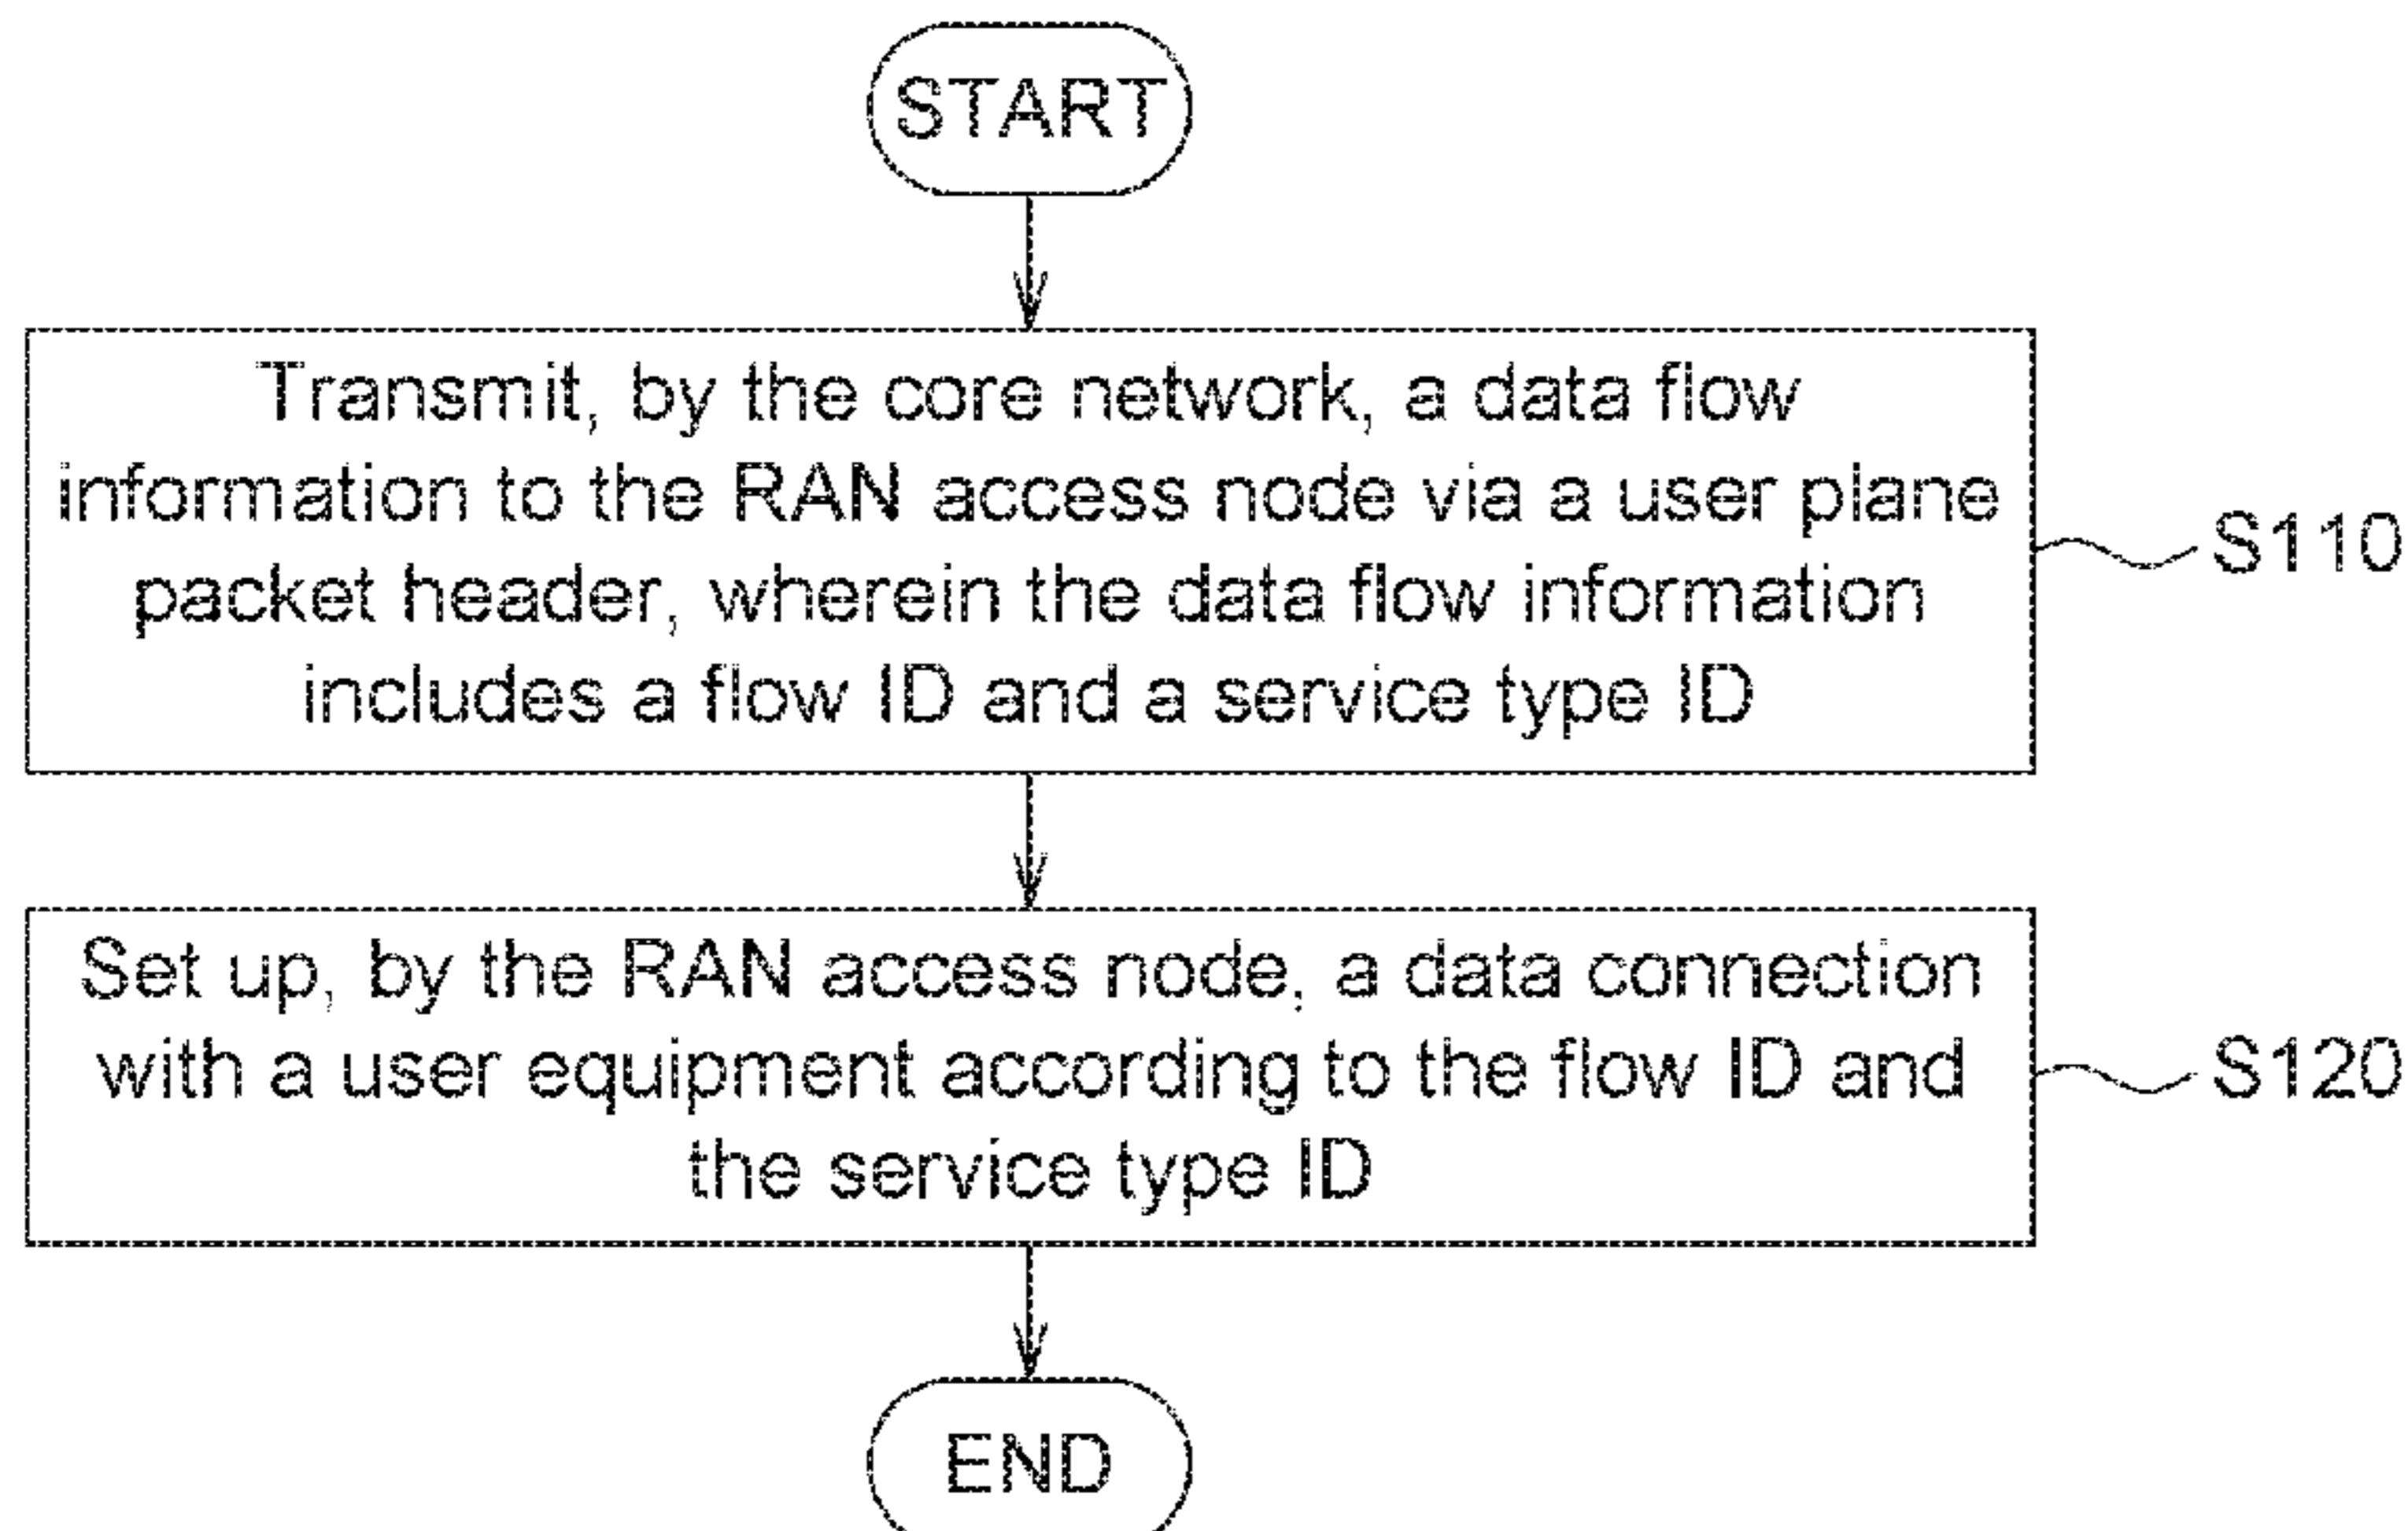 START
Transmit, by the core network, a data flow
information to the RAN access node via a user plane
packet header, wherein the data flow information
includes a flow ID and a service type ID
S110
Set up, by the RAN access node, a data connection
with a user equipment according to the flow ID and
the service type ID
S120
END